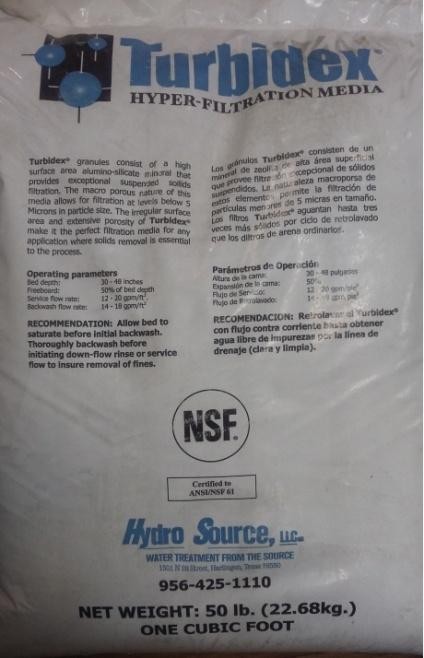 Turbidex®
HYPER-FILTRATION MEDIA
Turbidex® granules consist of a high
surface area alumino-silicate mineral that
provides exceptional suspended solids
filtration. The macro porous nature of this
media allows for filtration at levels below 5
Microns in particle size. The irregular surface
area and extensive porosity of Turbidex®
make it the perfect filtration media for any
application where solids removal is essential
to the process.
Operating parameters
Bed depth: 30 - 48 inches
Freeboard: 50% of bed depth
Service flow rate: 12 - 20 gpm/ft².
Backwash flow rate: 14 - 18 gpm/ft².
RECOMMENDATION: Allow bed to
saturate before initial backwash.
Thoroughly backwash before
initiating down-flow rinse or service
flow to insure removal of fines.
Los gránulos Turbidex® consisten de un
mineral de zeolita de alta área superficial
que provee filtración excepcional de sólidos
suspendidos. La naturaleza macroporsa de
estos elementos permite la filtración de
partículas menores de 5 micras en tamaño.
Los filtros Turbidex® aguantan hasta tres
veces más sólidos por ciclo de retrolavado
que los diltros de arena ordinarior.
Parámetros de Operación
Altura de la cama: 30 - 48 pulgases
Expansión de la cama: 50%
Flujo de Servicio: 12 20 gpm/pie²
Flujo de Retrolavado: 14 - gpm/pie²
RECOMENDACION: Retrolavar el Turbidex®
con flujo contra corriente hasta obtener
agua libre de impurezas por la línea de
drenaje (clara y limpia).
NSF®
Certified to
ANSI/NSF 61
Hydro Source, LLC.
WATER TREATMENT FROM THE SOURCE
1501 N Street, Harlingen, Texas 78550
956-425-1110
NET WEIGHT: 50 lb. (22.68kg.)
ONE CUBIC FOOT